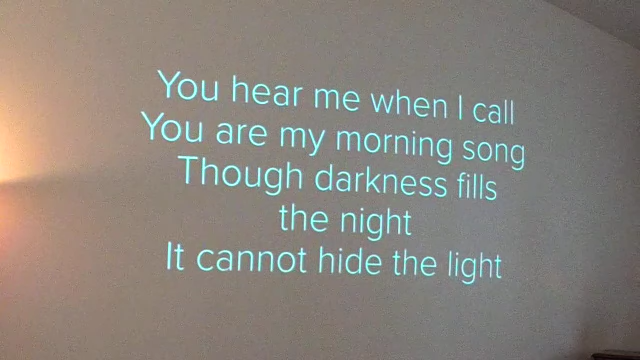 You hear me when I call
You are my morning song
Though darkness fills
the night
It cannot hide the light